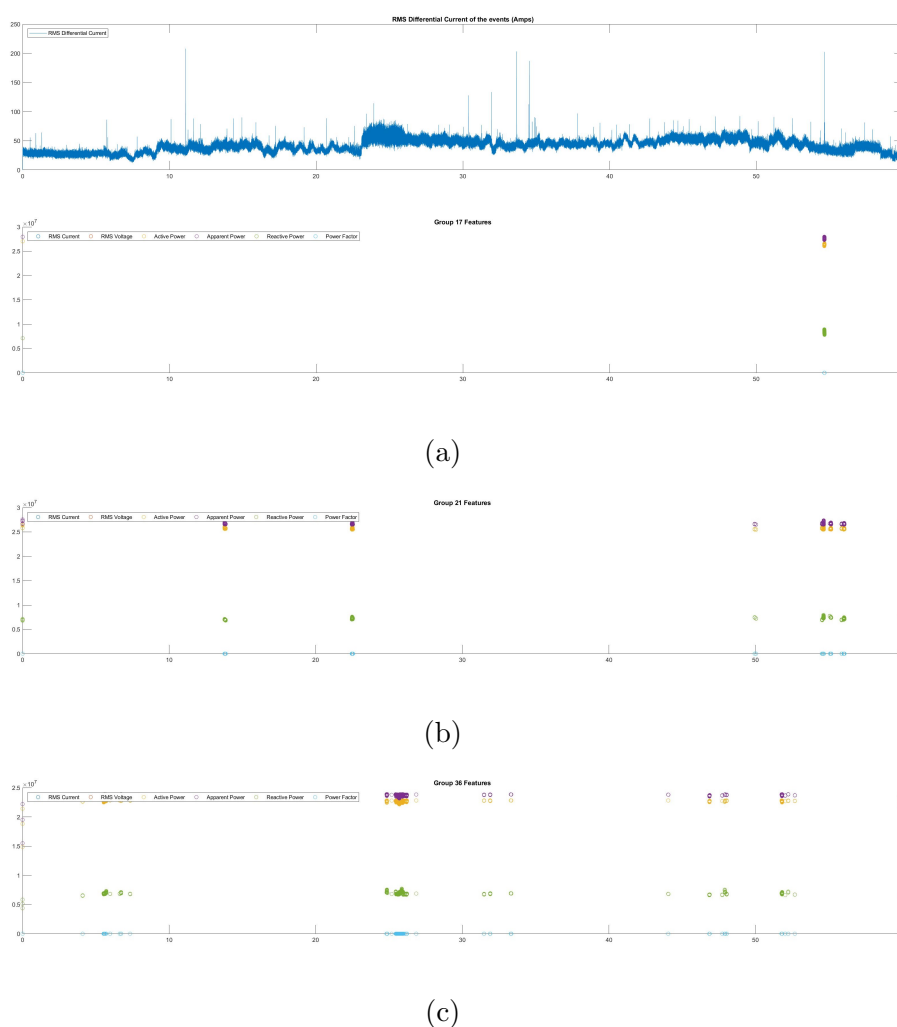 RMS Differential Current of the events (Amps)
250
RMS Differential Current
200
150
100
50
0
0 10 20 30 40 50
×10^7
Group 17 Features
3
RMS Current RMS Voltage Active Power Apparent Power Reactive Power Power Factor
2.5
2
1.5
1
0.5
0
0 10 20 30 40 50
(a)
×10^7
Group 21 Features
3
RMS Current RMS Voltage Active Power Apparent Power Reactive Power Power Factor
2.5
2
1.5
1
0.5
0
0 10 20 30 40 50
(b)
×10^7
Group 36 Features
2.5
RMS Current RMS Voltage Active Power Apparent Power Reactive Power Power Factor
2
1.5
1
0.5
0
0 10 20 30 40 50
(c)